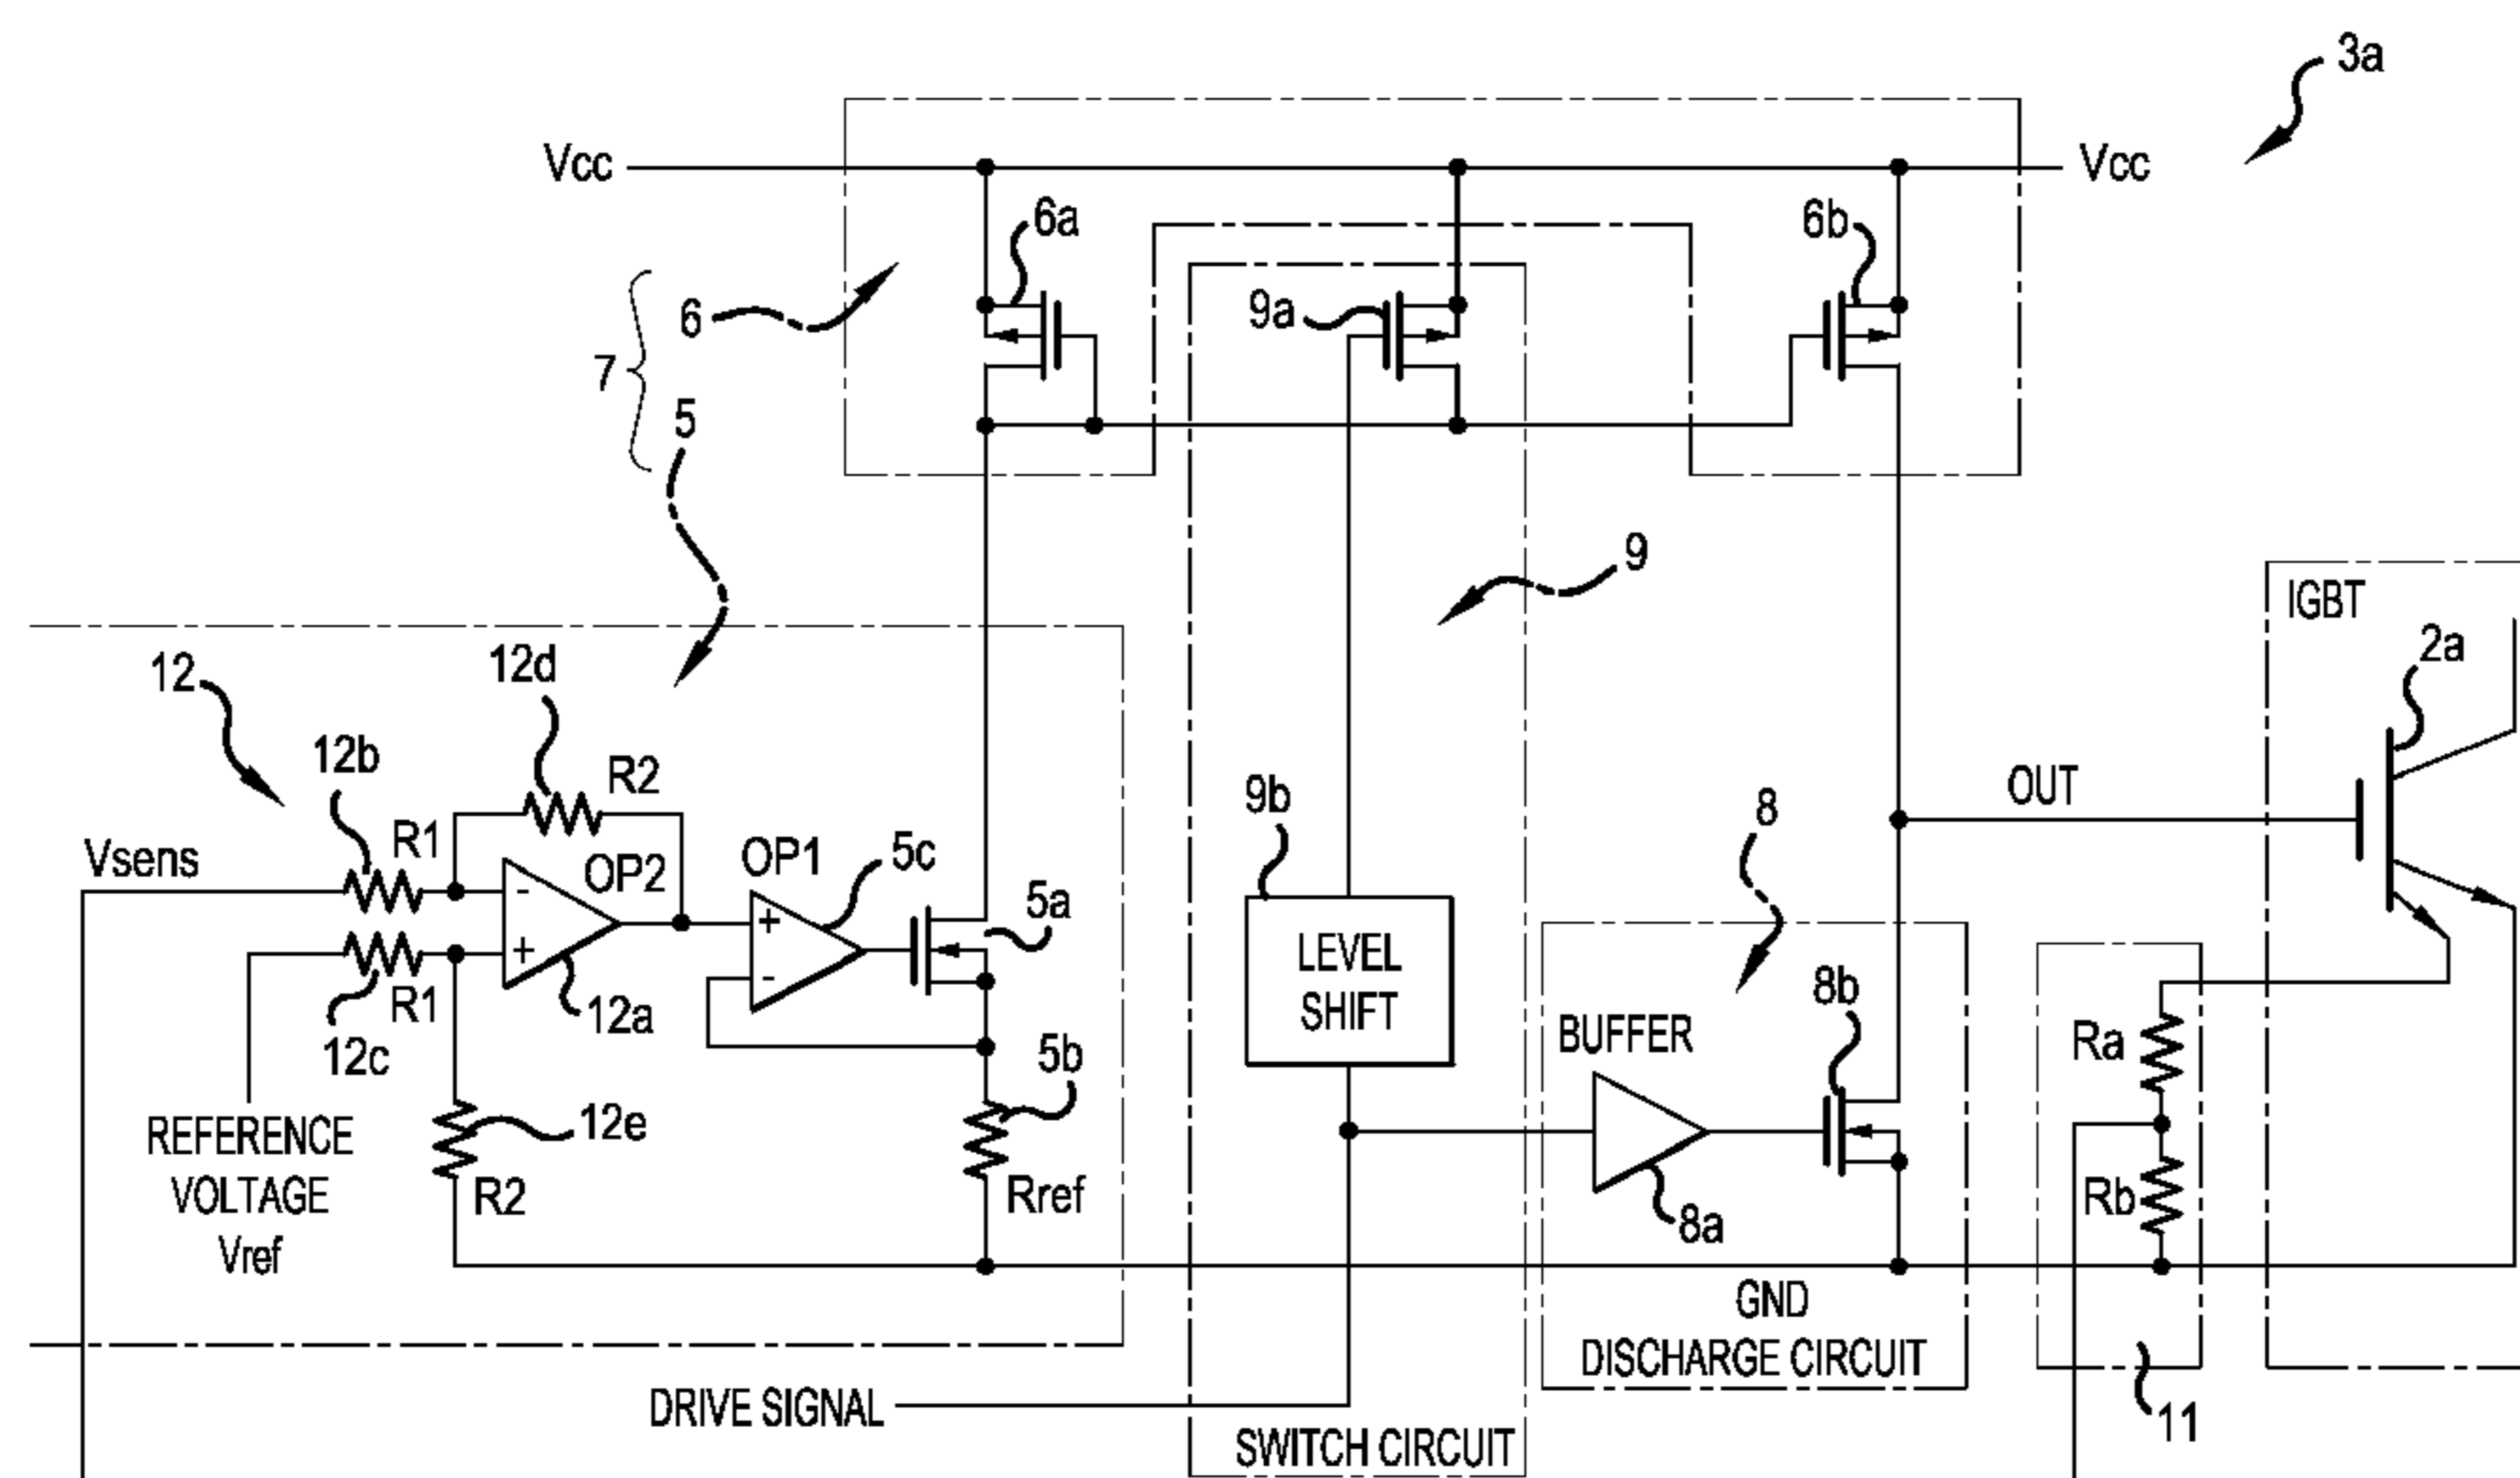 3a
Vcc
Vcc
6a
6b
6
9a
7
5
9
IGBT
2a
12
12d
12b
R2
9b
8
OUT
Vsens
R1
OP2
OP1
5c
5a
LEVEL
SHIFT
8b
R1
12a
12c
5b
BUFFER
Ra
REFERENCE
VOLTAGE
Vref
12e
R2
Rref
8a
Rb
GND
DISCHARGE CIRCUIT
DRIVE SIGNAL
11
SWITCH CIRCUIT